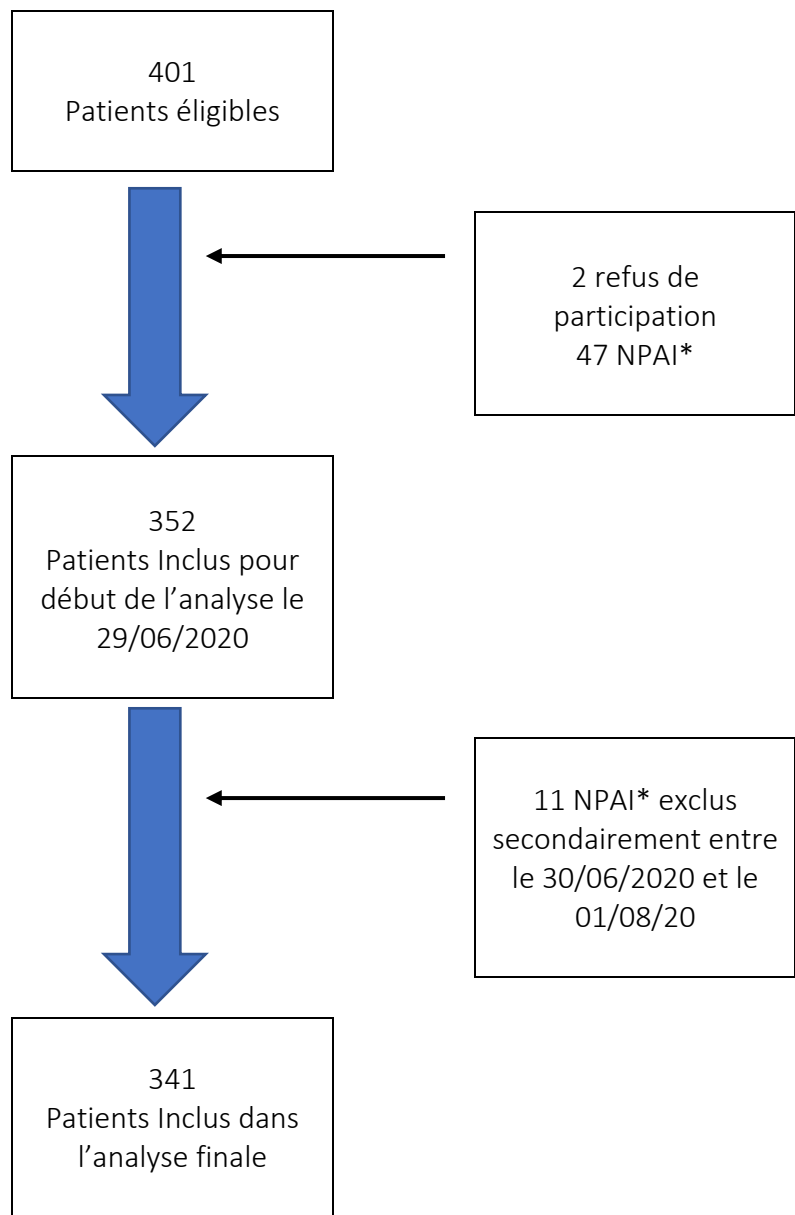 401
Patients éligibles
2 refus de
participation
47 NPAI*
352
Patients Inclus pour
début de l’analyse le
29/06/2020
11 NPAI* exclus
secondairement entre
le 30/06/2020 et le
01/08/20
341
Patients Inclus dans
l’analyse finale